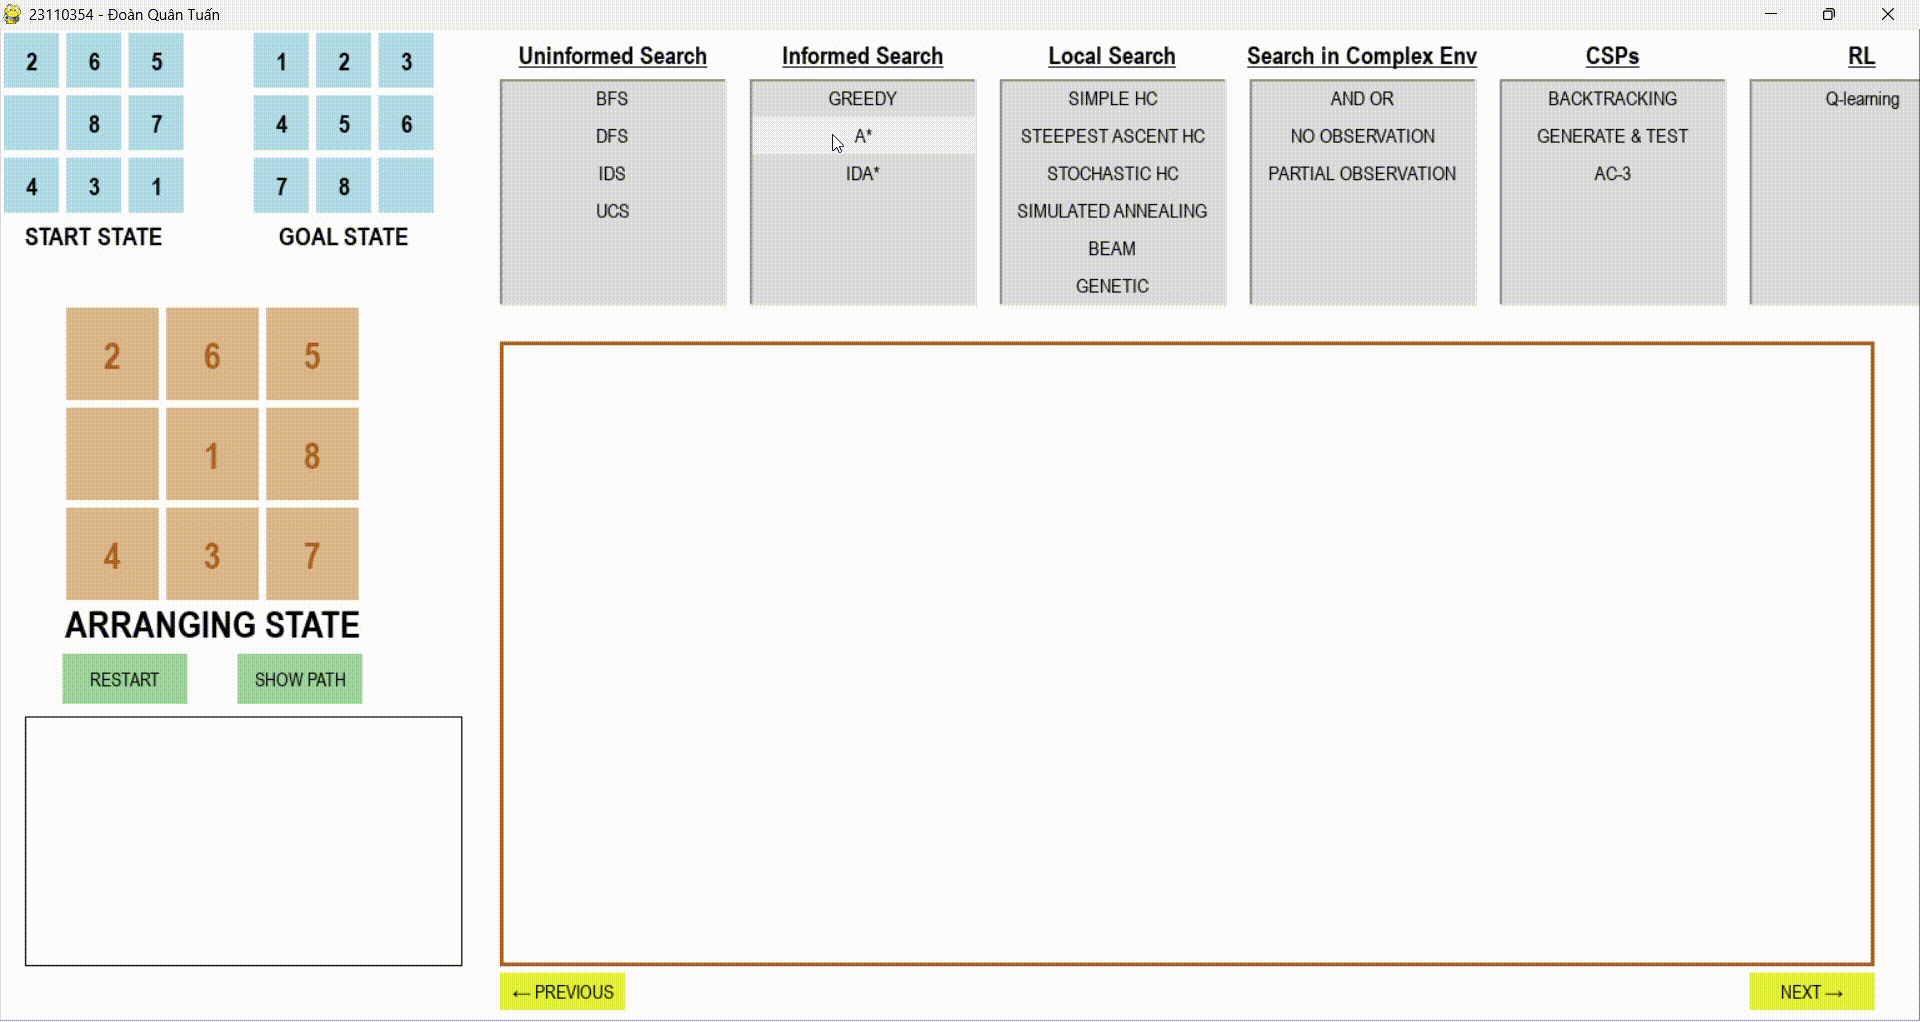 23110354 - Đoàn Quân Tuấn
2 6 5
8 7
4 3 1
START STATE
1 2 3
4 5 6
7 8
GOAL STATE
Uninformed Search
BFS
DFS
IDS
UCS
Informed Search
GREEDY
A*
IDA*
Local Search
SIMPLE HC
STEEPEST ASCENT HC
STOCHASTIC HC
SIMULATED ANNEALING
BEAM
GENETIC
Search in Complex Env
AND OR
NO OBSERVATION
PARTIAL OBSERVATION
CSPs
BACKTRACKING
GENERATE & TEST
AC-3
RL
Q-learning
2 6 5
1 8
4 3 7
ARRANGING STATE
RESTART
SHOW PATH
← PREVIOUS
NEXT →